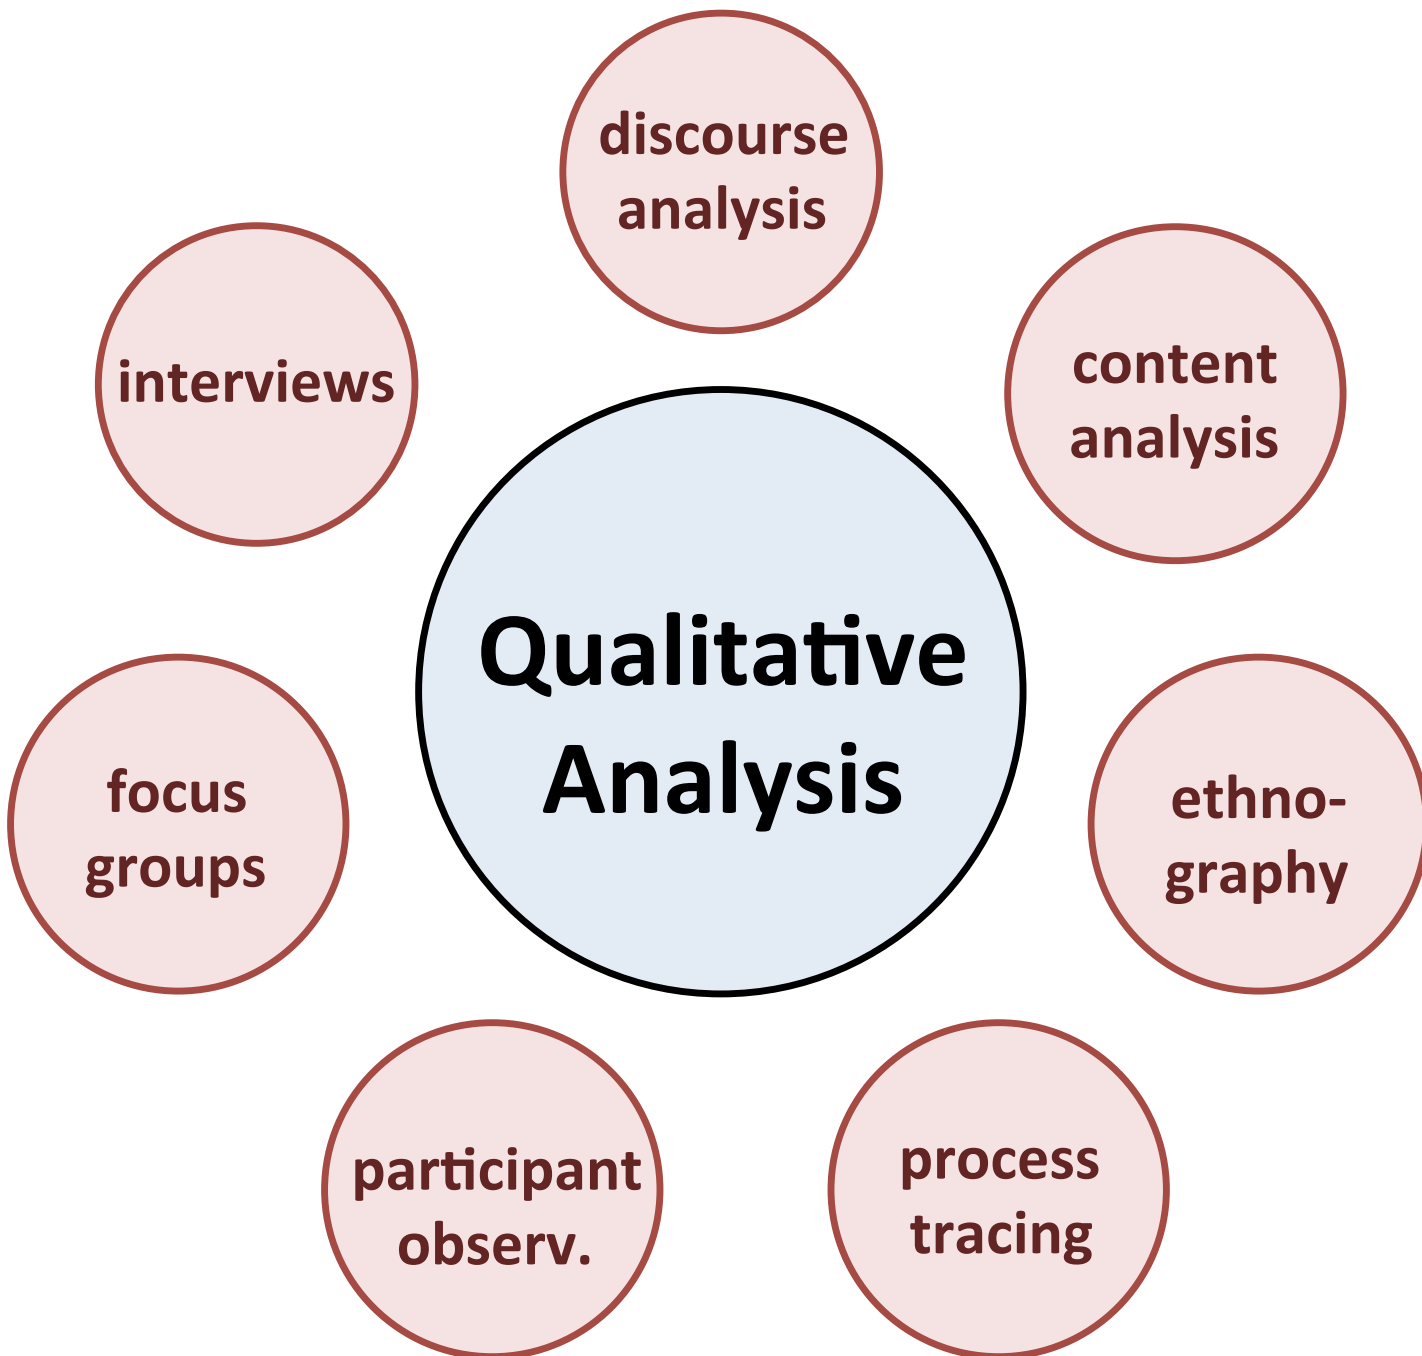 discourse
analysis
interviews
content
analysis
Qualitative
Analysis
focus
groups
ethno-
graphy
participant
observ.
process
tracing